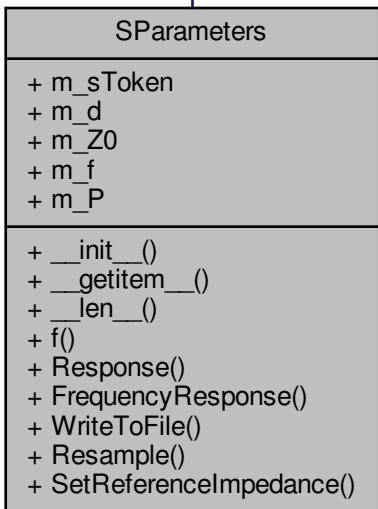 SParameters
+ m_sToken
+ m_d
+ m_Z0
+ m_f
+ m_P
+ __init__()
+ __getitem__()
+ __len__()
+ f()
+ Response()
+ FrequencyResponse()
+ WriteToFile()
+ Resample()
+ SetReferenceImpedance()